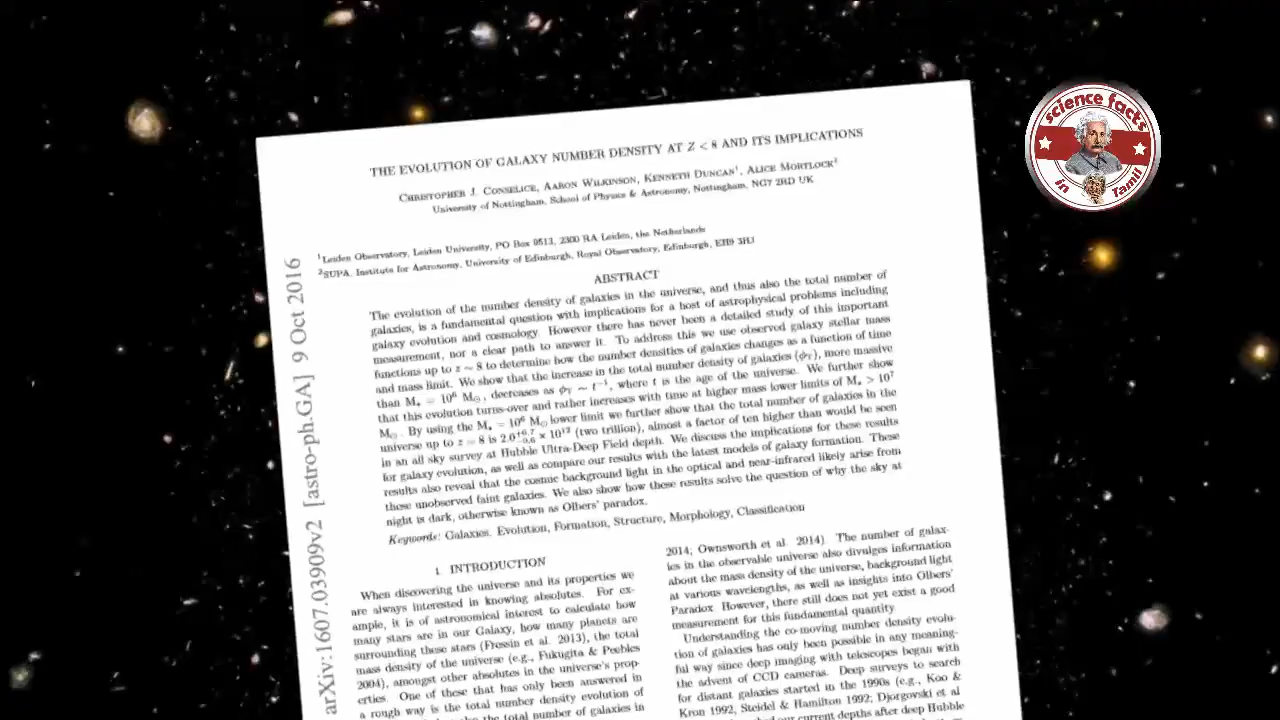 THE EVOLUTION OF GALAXY NUMBER DENSITY AT Z < 8 AND ITS IMPLICATIONS
CHRISTOPHER J. CONSELICE, AARON WILKINSON, KENNETH DUNCAN¹, ALICE MORTLOCK²
University of Nottingham, School of Physics & Astronomy, Nottingham, NG7 2RD UK
¹Leiden Observatory, Leiden University, PO Box 9513, 2300 RA Leiden, the Netherlands
²SUPA, Institute for Astronomy, University of Edinburgh, Royal Observatory, Edinburgh, EH9 3HJ
ABSTRACT
The evolution of the number density of galaxies in the universe, and thus also the total number of
galaxies, is a fundamental question with implications for a host of astrophysical problems including
galaxy evolution and cosmology. However there has never been a detailed study of this important
measurement, nor a clear path to answer it. To address this we use observed galaxy stellar mass
functions up to z ∼ 8 to determine how the number densities of galaxies changes as a function of time
and mass limit. We show that the increase in the total number density of galaxies (ϕ_T), more massive
than M∗ = 10⁶ M⊙, decreases as ϕ_T ∼ t⁻¹, where t is the age of the universe. We further show
that this evolution turns-over and rather increases with time at higher mass lower limits of M∗ > 10⁷
M⊙. By using the M∗ = 10⁶ M⊙ lower limit we further show that the total number of galaxies in the
universe up to z = 8 is 2.0⁺⁰·⁷₋₀.₆ × 10¹² (two trillion), almost a factor of ten higher than would be seen
in an all sky survey at Hubble Ultra-Deep Field depth. We discuss the implications for these results
for galaxy evolution, as well as compare our results with the latest models of galaxy formation. These
results also reveal that the cosmic background light in the optical and near-infrared likely arise from
these unobserved faint galaxies. We also show how these results solve the question of why the sky at
night is dark, otherwise known as Olbers' paradox.
Keywords: Galaxies. Evolution, Formation, Structure, Morphology, Classification
1. INTRODUCTION
When discovering the universe and its properties we
are always interested in knowing absolutes. For ex-
ample, it is of astronomical interest to calculate how
many stars are in our Galaxy, how many planets are
surrounding these stars (Fressin et al. 2013), the total
mass density of the universe (e.g., Fukugita & Peebles
2004), amongst other absolutes in the universe's prop-
erties. One of these that has only been answered in
a rough way is the total number density evolution of
the total number of galaxies in
2014; Ownsworth et al. 2014). The number of galax-
ies in the observable universe also divulges information
about the mass density of the universe, background light
at various wavelengths, as well as insights into Olbers'
Paradox. However, there still does not yet exist a good
measurement for this fundamental quantity.
Understanding the co-moving number density evolu-
tion of galaxies has only been possible in any meaning-
ful way since deep imaging with telescopes began with
the advent of CCD cameras. Deep surveys to search
for distant galaxies started in the 1990s (e.g., Koo &
Kron 1992, Steidel & Hamilton 1992; Djorgovski et al
our current depths after deep Hubble
arXiv:1607.03909v2 [astro-ph.GA] 9 Oct 2016
science facts
in Tamil